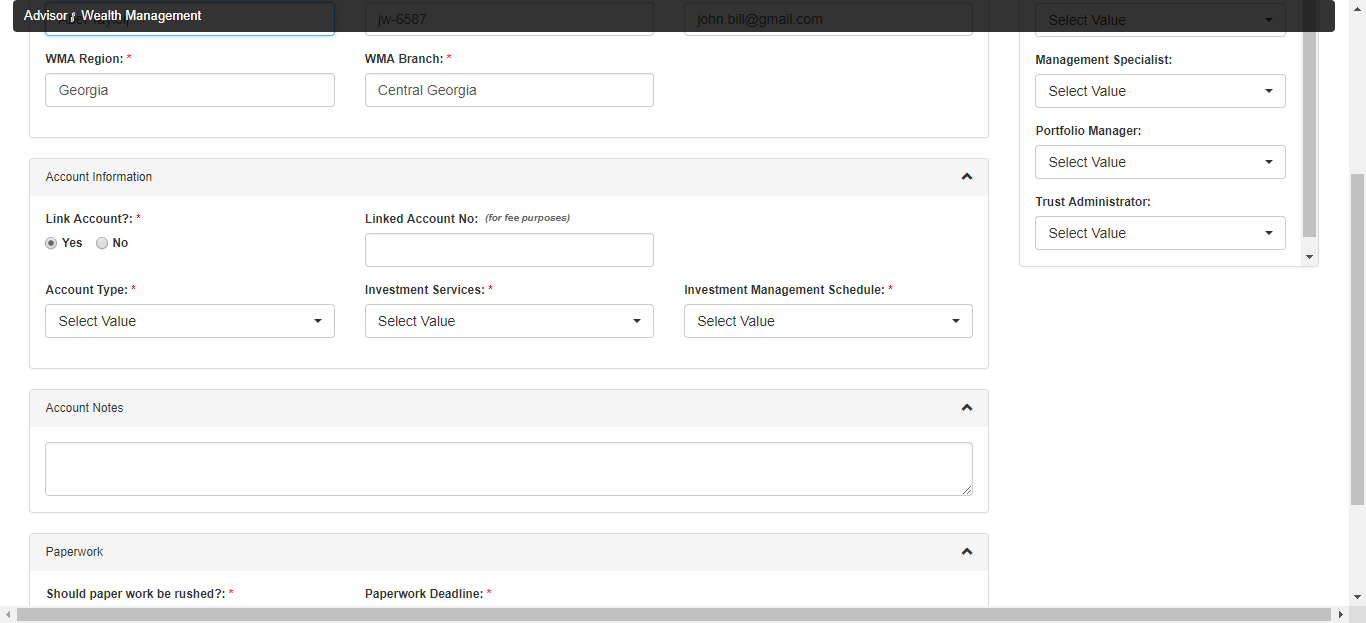 Advisor Wealth Management
jw-6587 john.bill@gmail.com Select Value
WMA Region: * WMA Branch: * Management Specialist:
Georgia Central Georgia Select Value
Portfolio Manager:
Select Value
Account Information
Trust Administrator:
Link Account?: * Linked Account No: (for fee purposes)
Yes No Select Value
Account Type: * Investment Services: * Investment Management Schedule: *
Select Value Select Value Select Value
Account Notes
Paperwork
Should paper work be rushed?: * Paperwork Deadline: *